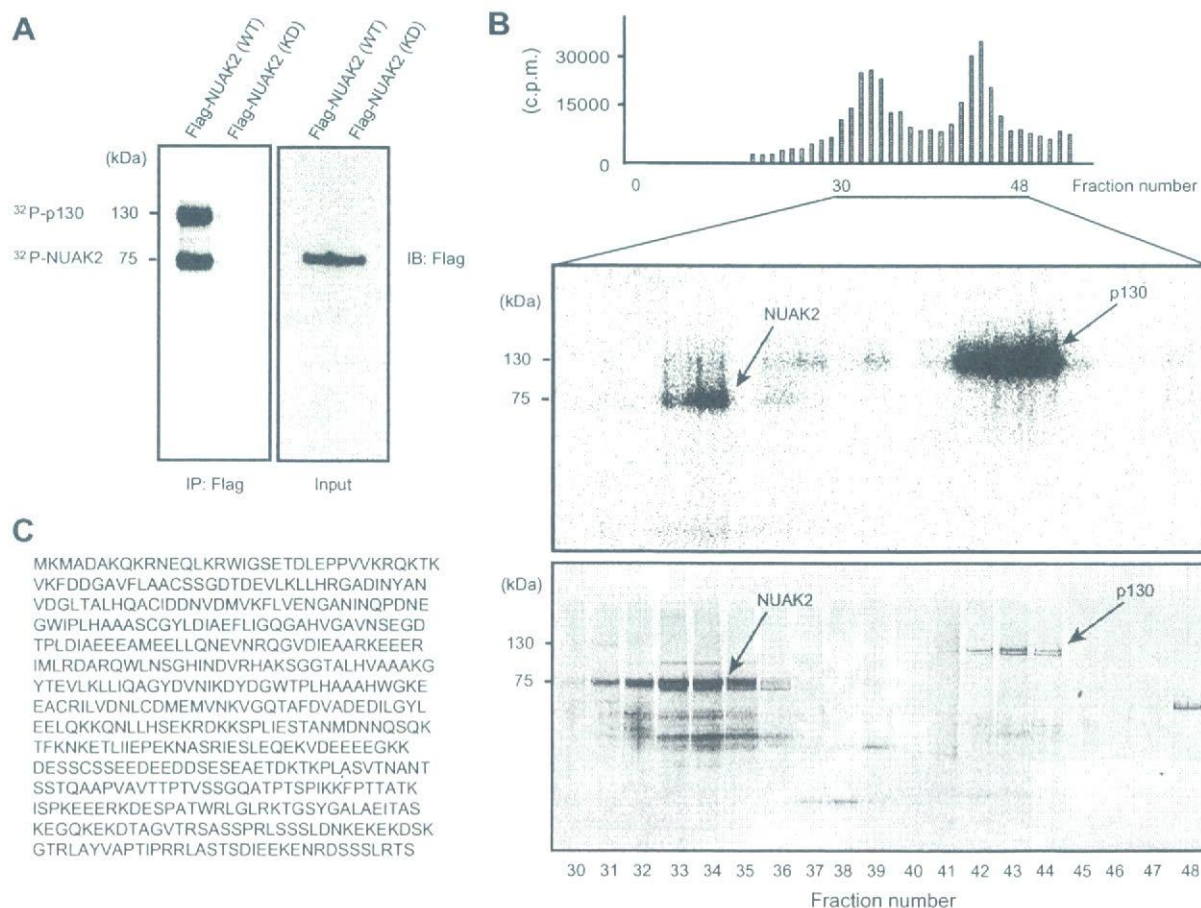 A
Flag-NUAK2 (WT)
Flag-NUAK2 (KD)
Flag-NUAK2 (WT)
Flag-NUAK2 (KD)
(kDa)
32P-p130 130
32P-NUAK2 75
IB: Flag
IP: Flag Input
B
(c.p.m.)
30000
15000
0
0 30 48 Fraction number
(kDa)
NUAK2
p130
130
75
(kDa)
NUAK2
p130
130
75
30 31 32 33 34 35 36 37 38 39 40 41 42 43 44 45 46 47 48
Fraction number
C
MKMADAKQKRNEQLKRWIGSETDLEPPVVKRQKTK
VKFDDGAVFLAACSSGDTDEVLKLLHRGADINYAN
VDGLTALHQACIDDNVDMVKFLVENGANINQPDNE
GWIPLHAAASCGYLDIAEFLIGQGAHVGAVNSEGD
TPLDIAEEEAMEELLQNEVNRQGVDIEAARKEEER
IMLRDARQWLNSGHINDVRHAKSGGTALHVAAAKG
YTEVLKLLIQAGYDVNIKDYDGWTPLHAAAHWGKE
EACRILVDNLCDMEMVNKVGQTAFDVADEDILGYL
EELQKKQNLLHSEKRDKKSPLIESTANMDNNQSQK
TFKNKETLIIEPEKNASRIESLEQEKVDEEEEGKK
DESSCSSEEDEEDDSESEAETDKTKPLASVTNANT
SSTQAAPVAVTTPTVSSGQATPTSPIKKFPTTATK
ISPKEEERKDESPATWRLGLRKTGSYGALAEITAS
KEGQKEKDTAGVTRSASSPRLSSSLDNKEKEKDSK
GTRLAYVAPTIPRRLASTSDIEEKENRDSSSLRTS